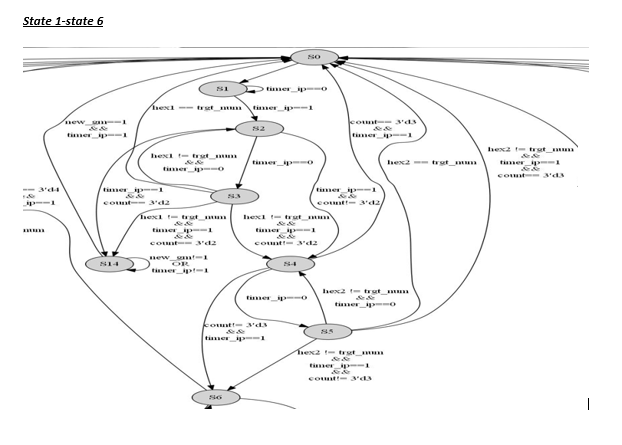 State 1-state 6
S0
S1
timer_ip==0
hex1 == trgt_num
timer_ip==1
new_gm==1
&&
timer_ip==1
S2
count== 3'd3
&&
timer_ip==1
hex1 != trgt_num
&&
timer_ip==0
timer_ip==0
hex2 == trgt_num
hex2 != trgt_num
&&
timer_ip==1
&&
count== 3'd3
== 3'd4
&&
ip==1
timer_ip==1
&&
count== 3'd2
S3
timer_ip==1
&&
count!= 3'd2
num
hex1 != trgt_num
&&
timer_ip==1
&&
count== 3'd2
hex1 != trgt_num
&&
timer_ip==1
&&
count!= 3'd2
S14
new_gm!=1
OR
timer_ip!=1
S4
timer_ip==0
hex2 != trgt_num
&&
timer_ip==0
count!= 3'd3
&&
timer_ip==1
S5
hex2 != trgt_num
&&
timer_ip==1
&&
count!= 3'd3
S6